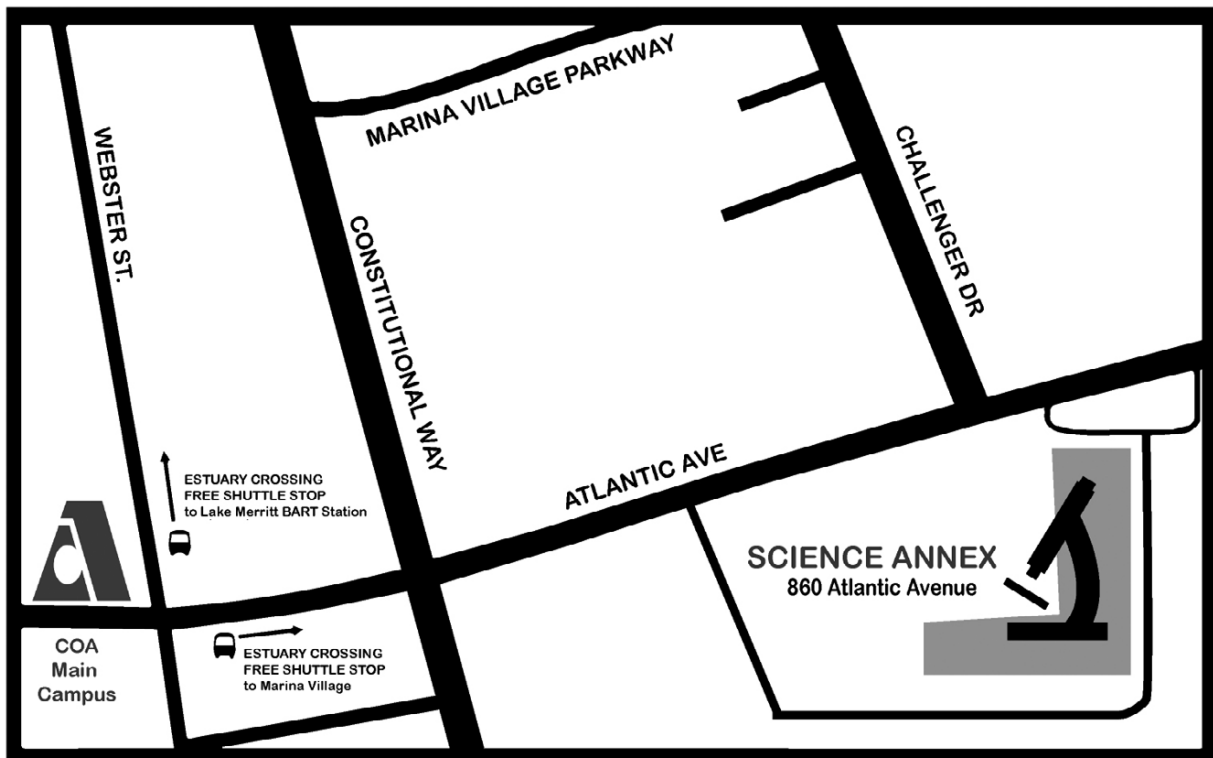 MARINA VILLAGE PARKWAY
WEBSTER ST.
CHALLENGER DR
CONSTITUTIONAL WAY
ATLANTIC AVE
ESTUARY CROSSING
FREE SHUTTLE STOP
to Lake Merritt BART Station
SCIENCE ANNEX
860 Atlantic Avenue
COA
Main
Campus
ESTUARY CROSSING
FREE SHUTTLE STOP
to Marina Village